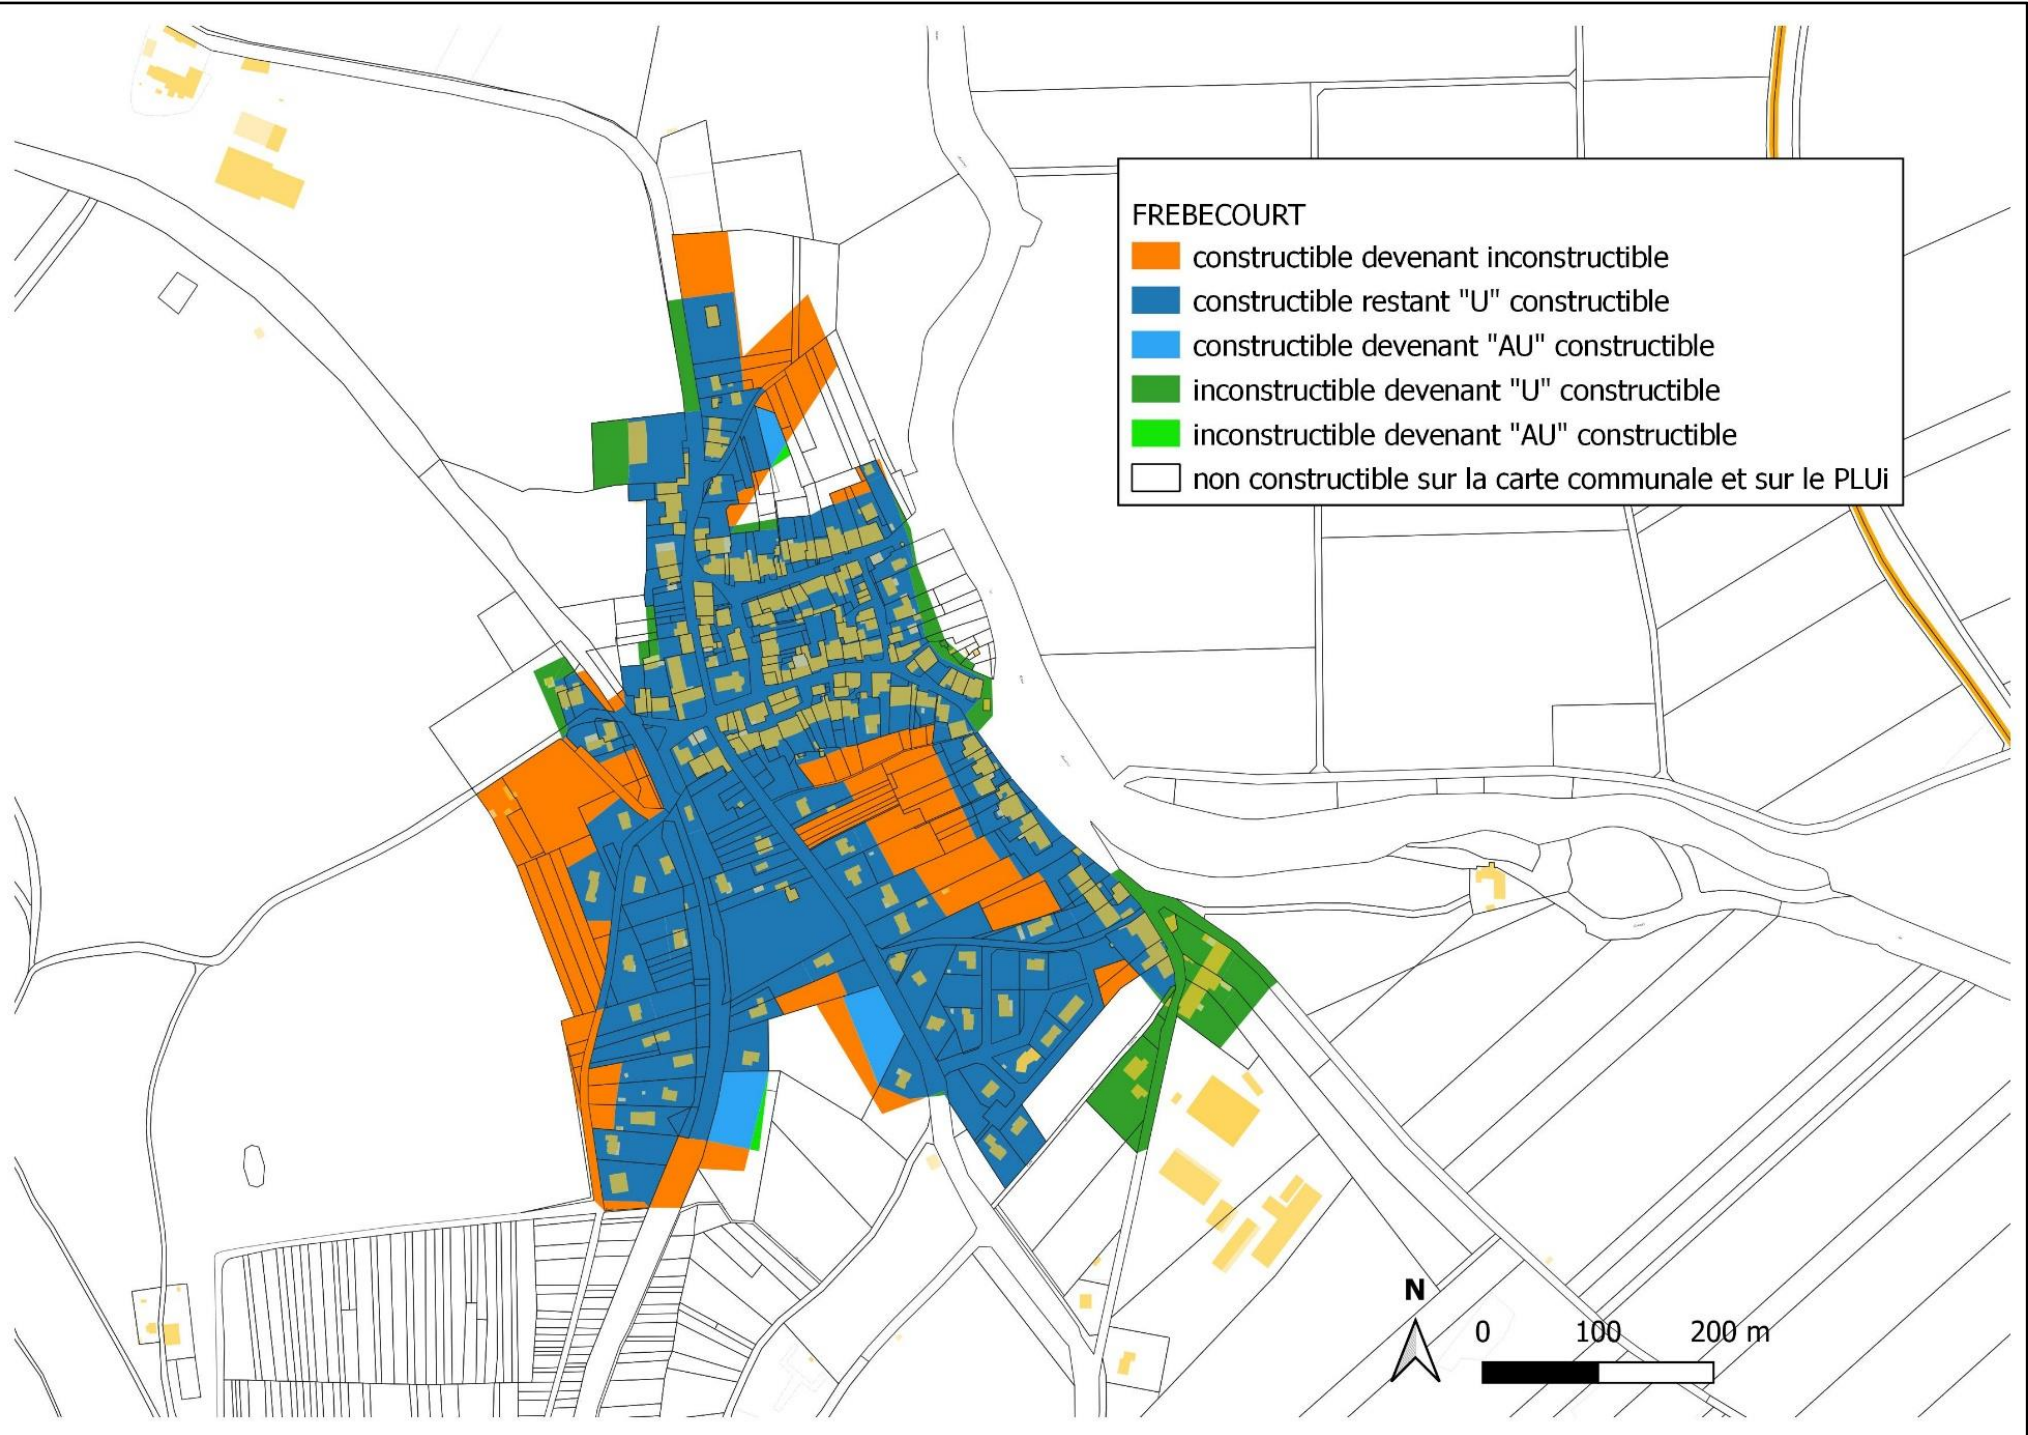 FREBECOURT
constructible devenant inconstructible
constructible restant "U" constructible
constructible devenant "AU" constructible
inconstructible devenant "U" constructible
inconstructible devenant "AU" constructible
non constructible sur la carte communale et sur le PLUi
N
0 100 200 m